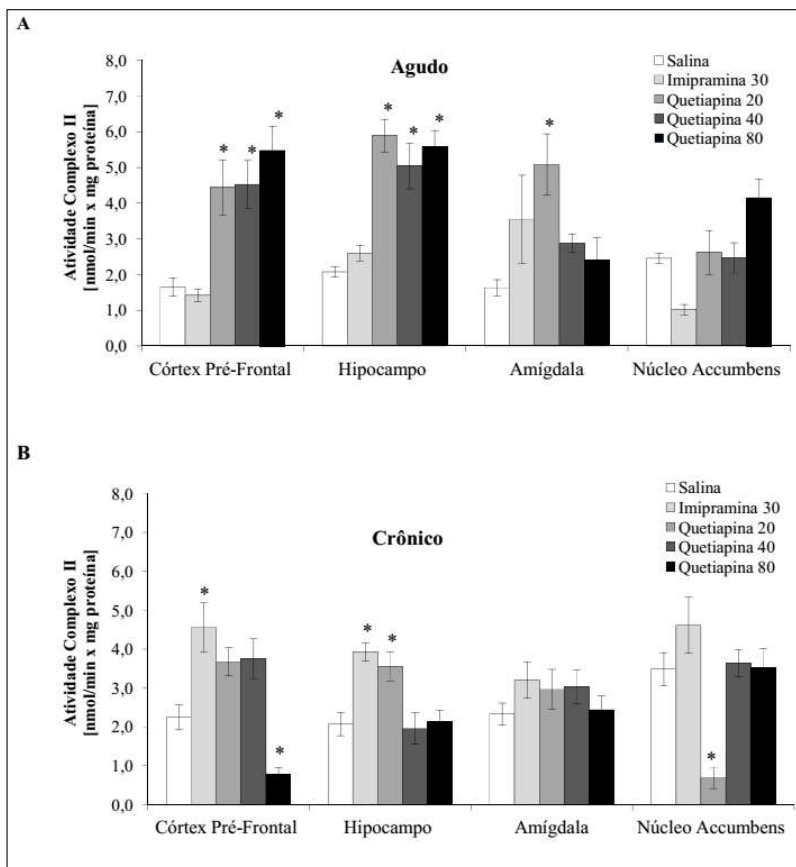 A
Agudo
Atividade Complexo II
[nmol/min x mg proteína]
8,0
7,0
6,0
5,0
4,0
3,0
2,0
1,0
0,0
Salina
Imipramina 30
Quetiapina 20
Quetiapina 40
Quetiapina 80
* * *
* * *
*
Córtex Pré-Frontal Hipocampo Amígdala Núcleo Accumbens
B
Crônico
Atividade Complexo II
[nmol/min x mg proteína]
8,0
7,0
6,0
5,0
4,0
3,0
2,0
1,0
0,0
Salina
Imipramina 30
Quetiapina 20
Quetiapina 40
Quetiapina 80
* *
* *
*
Córtex Pré-Frontal Hipocampo Amígdala Núcleo Accumbens